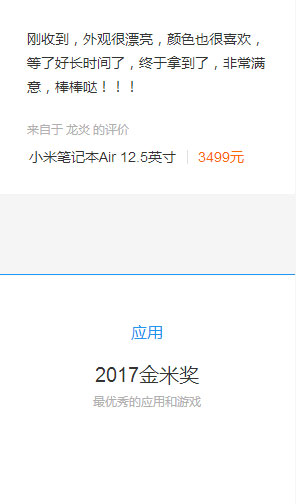 刚收到，外观很漂亮，颜色也很喜欢，
等了好长时间了，终于拿到了，非常满
意，棒棒哒！！！
来自于 龙炎 的评价
小米笔记本Air 12.5英寸 3499元
应用
2017金米奖
最优秀的应用和游戏